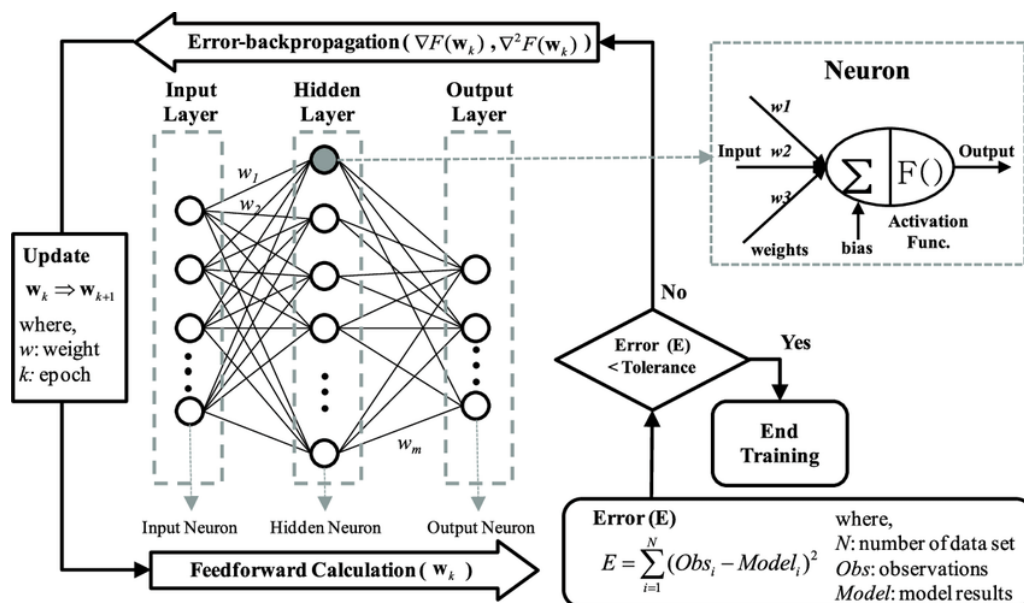 Error-backpropagation ( ∇F(w_k) , ∇²F(w_k) )
Input
Layer
Hidden
Layer
Output
Layer
w_1
w_2
w_m
Input Neuron
Hidden Neuron
Output Neuron
Update
w_k ⇒ w_{k+1}
where,
w: weight
k: epoch
Feedforward Calculation ( w_k )
Neuron
w1
Input w2
w3
weights
bias
Σ
F()
Output
Activation
Func.
No
Error (E)
< Tolerance
Yes
End
Training
Error (E)
E = \sum_{i=1}^{N} (Obs_i − Model_i)²
where,
N: number of data set
Obs: observations
Model: model results